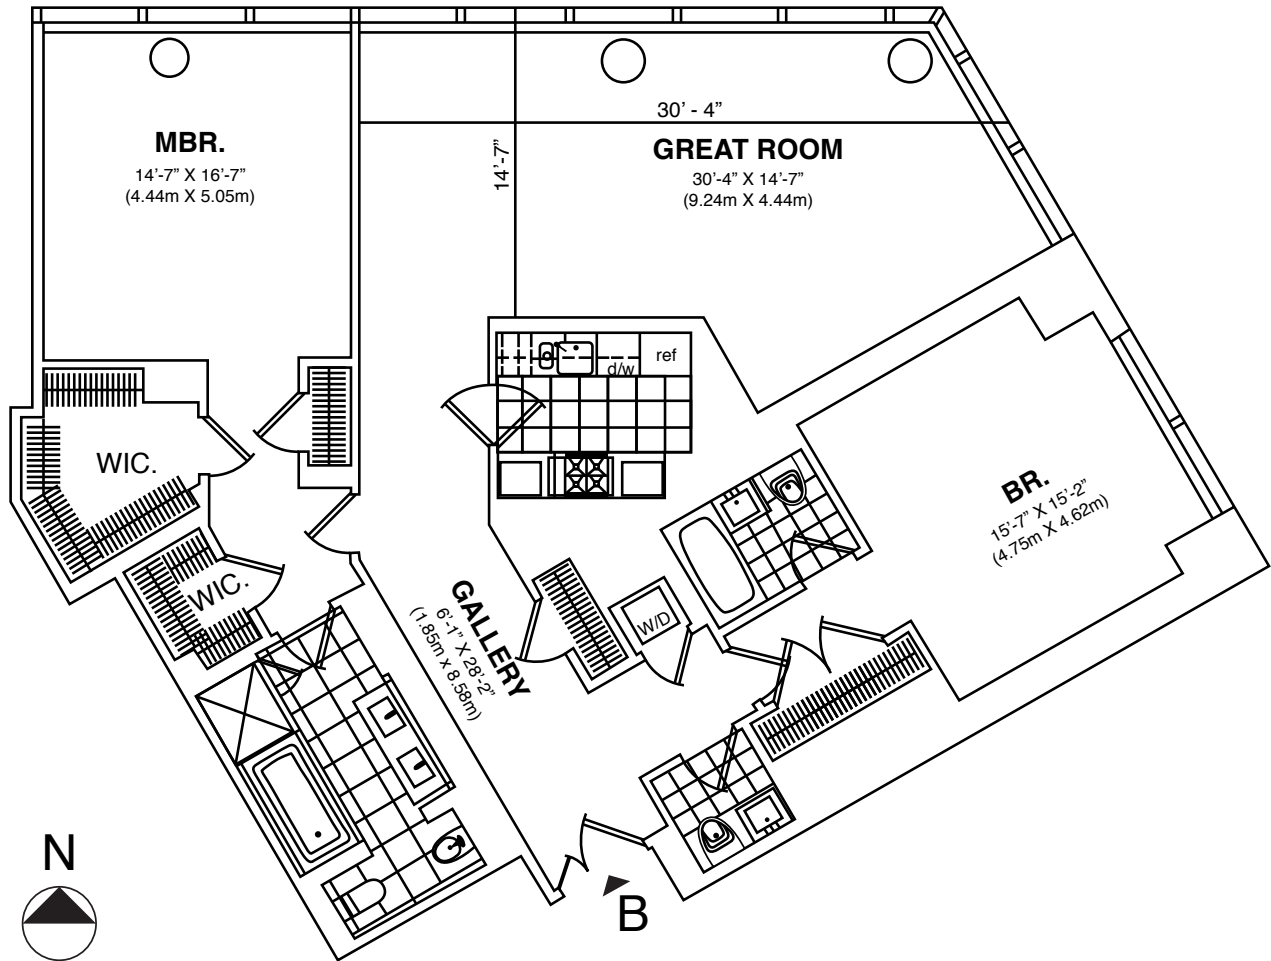 30’ - 4”
MBR.
14’-7” X 16’-7”
(4.44m X 5.05m)
14’-7”
GREAT ROOM
30’-4” X 14’-7”
(9.24m X 4.44m)
ref
d/w
WIC.
BR.
15’-7” X 15’-2”
(4.75m X 4.62m)
WIC.
GALLERY
6’-1” X 28’-2”
(1.85m x 8.58m)
W/D
N
B